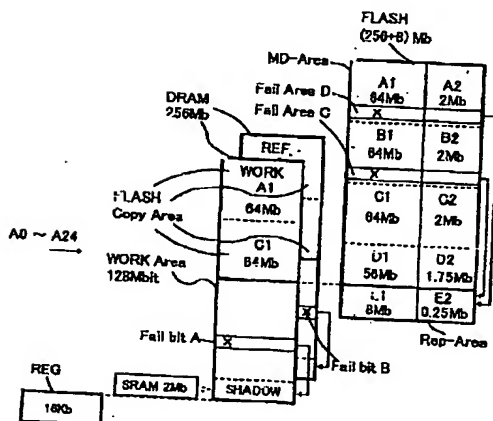 FLASH
(256+8) Mb
MD-Area
A1
64Mb
A2
2Mb
Fail Area D
Fail Area C
B1
64Mb
B2
2Mb
C1
64Mb
C2
2Mb
D1
56Mb
D2
1.75Mb
E1
8Mb
E2
0.25Mb
Rep-Area
DRAM
256Mb
REF
WORK
A1
64Mb
FLASH
Copy Area
C1
64Mb
A0 ~ A24
WORK Area
128Mbit
Fail bit A
Fail bit B
REG
16Kb
SRAM 2Mb
SHADOW